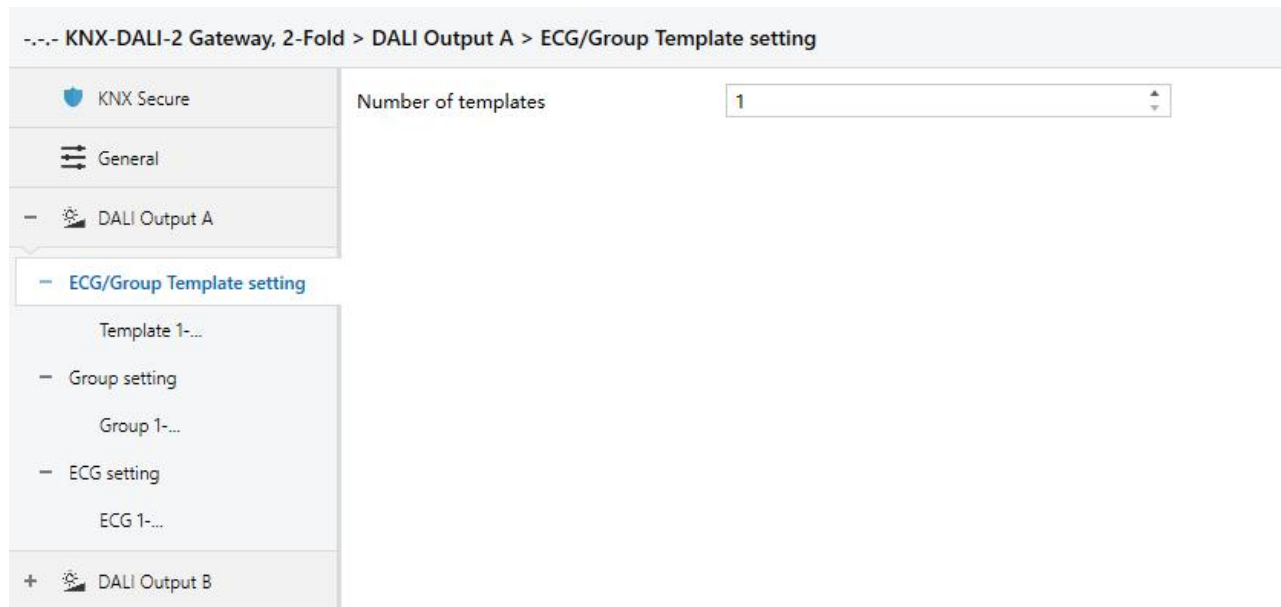 -.-.- KNX-DALI-2 Gateway, 2-Fold > DALI Output A > ECG/Group Template setting
KNX Secure
Number of templates 1
General
− DALI Output A
− ECG/Group Template setting
Template 1-...
− Group setting
Group 1-...
− ECG setting
ECG 1-...
+ DALI Output B